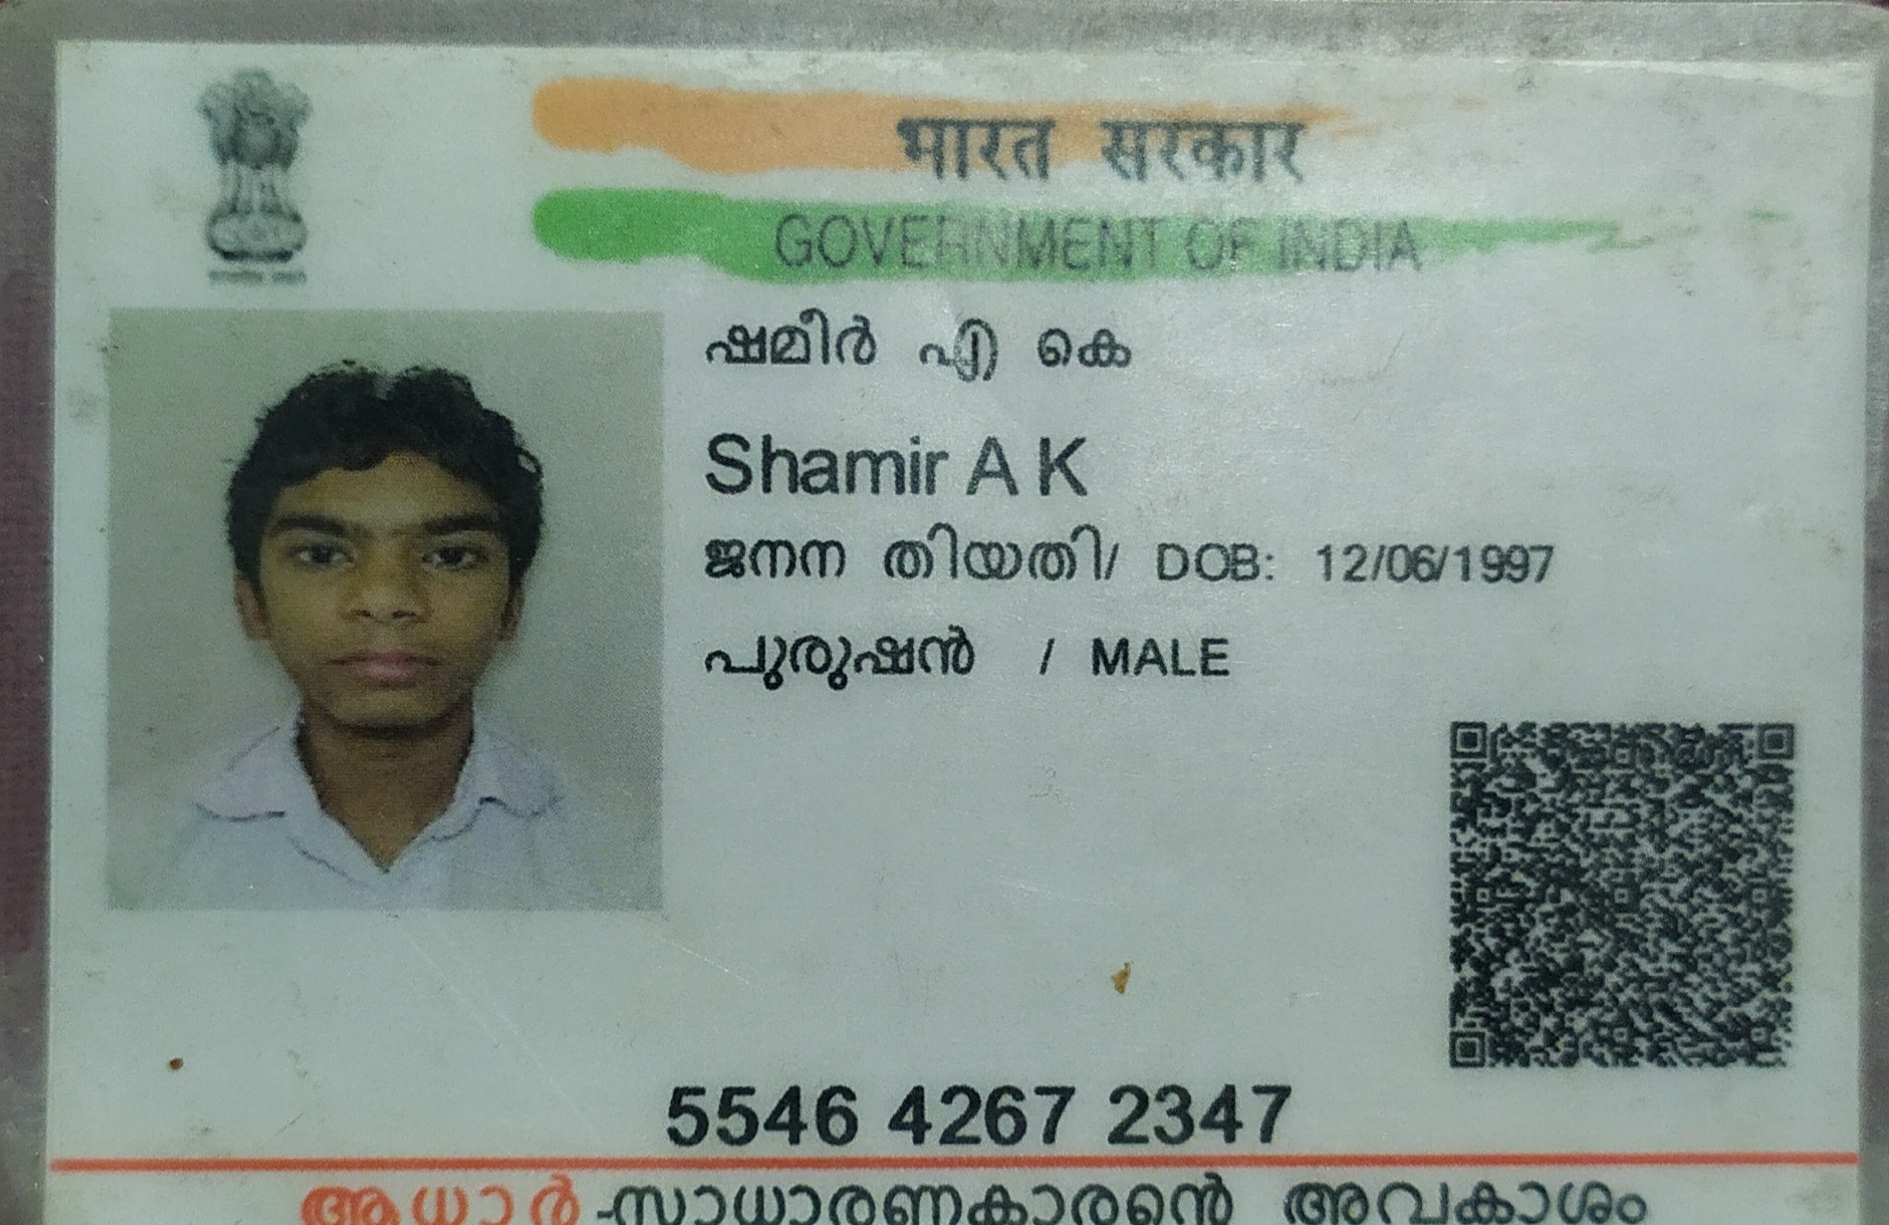 भारत सरकार
GOVERNMENT OF INDIA
ഷമീർ എ കെ
Shamir A K
ജനന തിയതി/ DOB: 12/06/1997
പുരുഷൻ / MALE
5546 4267 2347
ആധാർ-സാധാരണകാരന്റെ അവകാശം